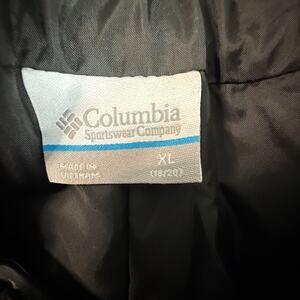 Columbia
Sportswear Company
XL
MADE IN
VIETNAM
(18/20)